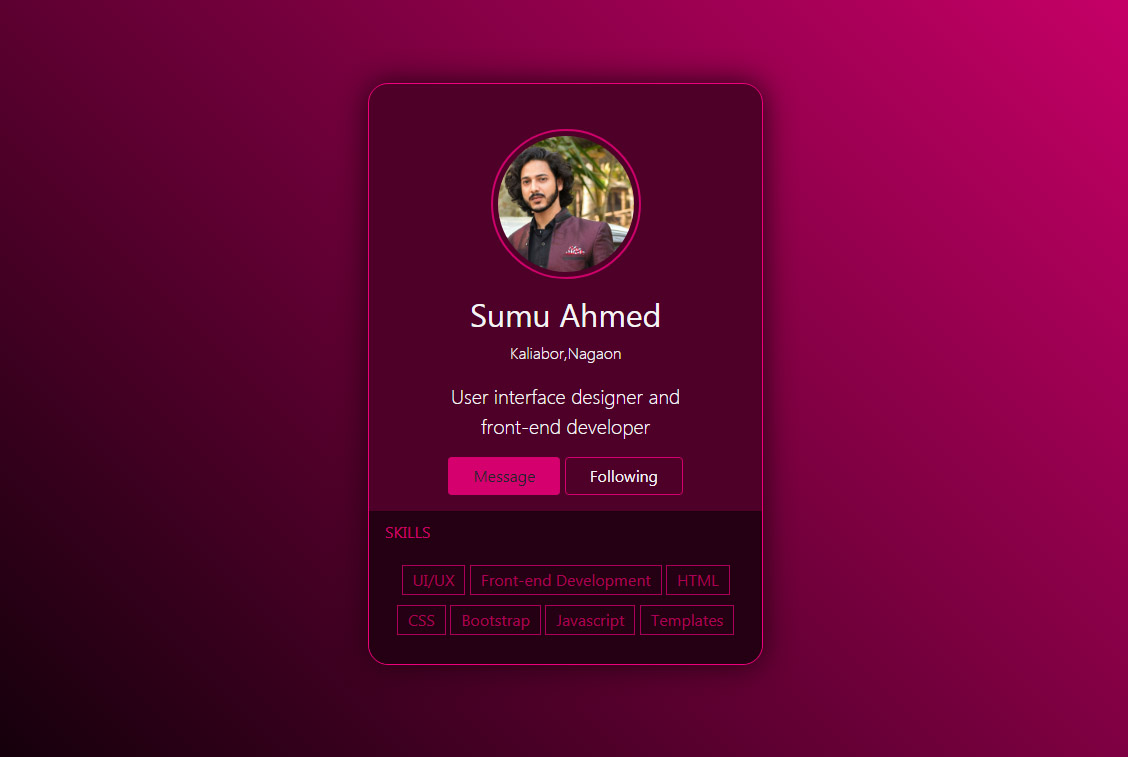 Sumu Ahmed
Kaliabor,Nagaon
User interface designer and
front-end developer
Message Following
SKILLS
UI/UX Front-end Development HTML
CSS Bootstrap Javascript Templates